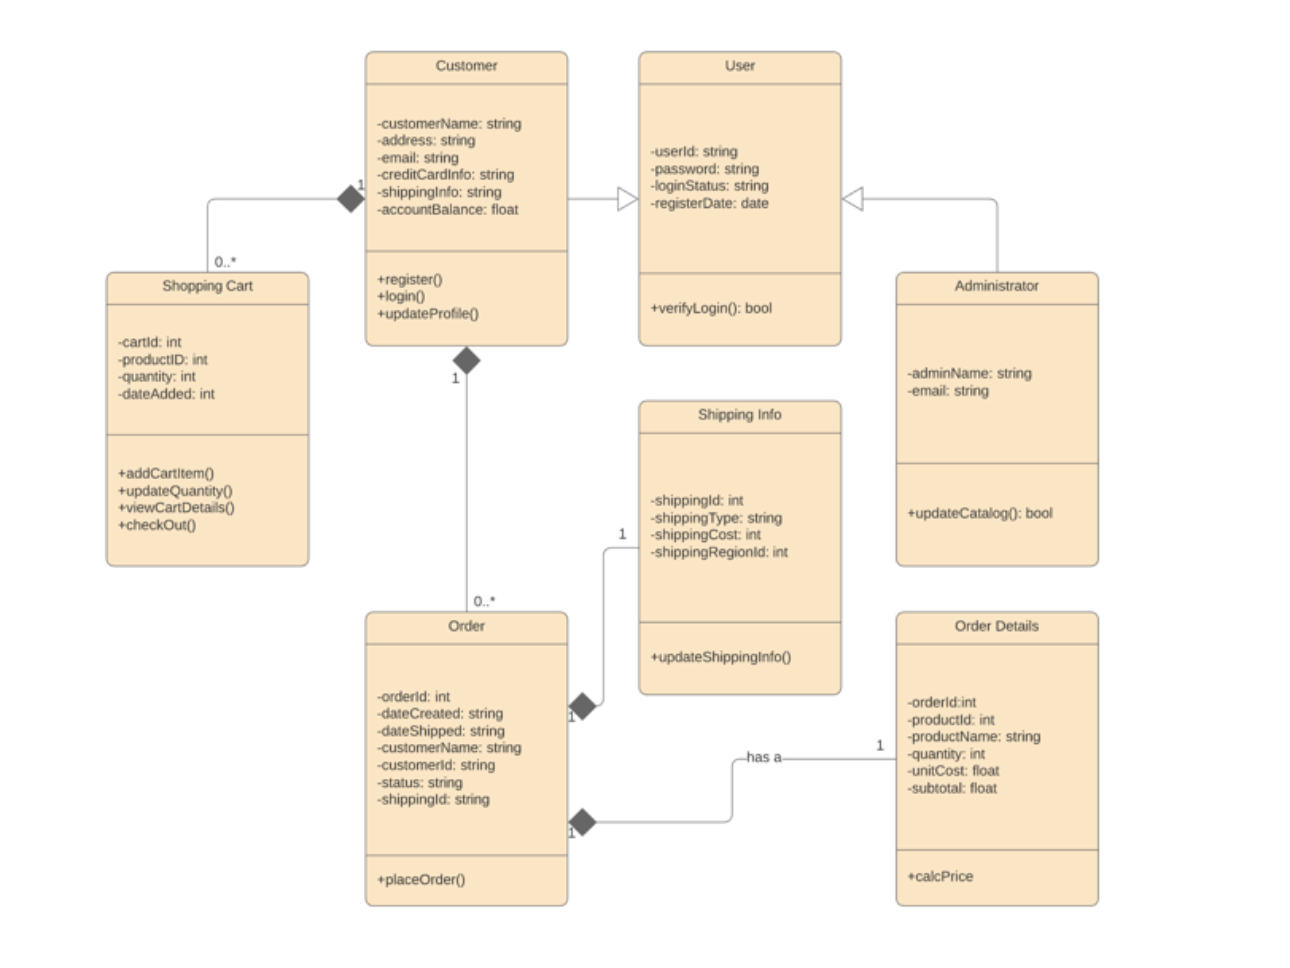 Customer
-customerName: string
-address: string
-email: string
-creditCardInfo: string
-shippingInfo: string
-accountBalance: float
+register()
+login()
+updateProfile()
User
-userId: string
-password: string
-loginStatus: string
-registerDate: date
+verifyLogin(): bool
1
0..*
Shopping Cart
-cartId: int
-productID: int
-quantity: int
-dateAdded: int
+addCartItem()
+updateQuantity()
+viewCartDetails()
+checkOut()
Administrator
-adminName: string
-email: string
+updateCatalog(): bool
1
0..*
Shipping Info
-shippingId: int
-shippingType: string
-shippingCost: int
-shippingRegionId: int
+updateShippingInfo()
1
1
Order
-orderId: int
-dateCreated: string
-dateShipped: string
-customerName: string
-customerId: string
-status: string
-shippingId: string
+placeOrder()
1
has a
1
Order Details
-orderId:int
-productId: int
-productName: string
-quantity: int
-unitCost: float
-subtotal: float
+calcPrice